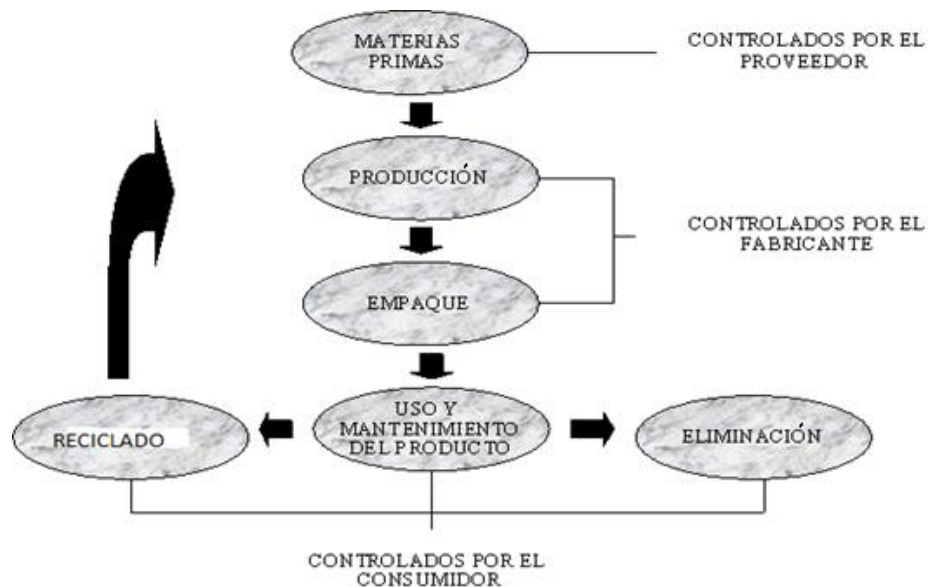 MATERIAS
PRIMAS
CONTROLADOS POR EL
PROVEEDOR
PRODUCCIÓN
CONTROLADOS POR EL
FABRICANTE
EMPAQUE
USO Y
MANTENIMIENTO
DEL PRODUCTO
RECICLADO
ELIMINACIÓN
CONTROLADOS POR EL
CONSUMIDOR